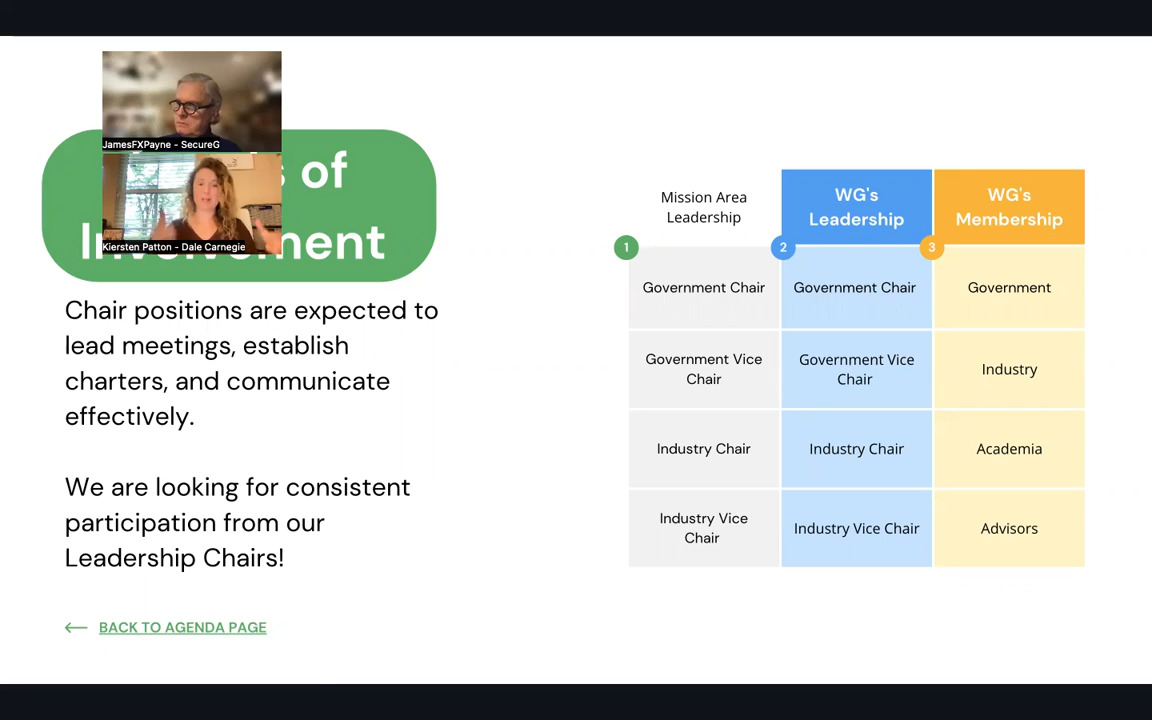 JamesFXPayne - SecureG
of
Kiersten Patton - Dale Carnegie
Chair positions are expected to
lead meetings, establish
charters, and communicate
effectively.
We are looking for consistent
participation from our
Leadership Chairs!
← BACK TO AGENDA PAGE
Mission Area
Leadership
WG's
Leadership
WG's
Membership
1
2
3
Government Chair
Government Chair
Government
Government Vice
Chair
Government Vice
Chair
Industry
Industry Chair
Industry Chair
Academia
Industry Vice
Chair
Industry Vice Chair
Advisors